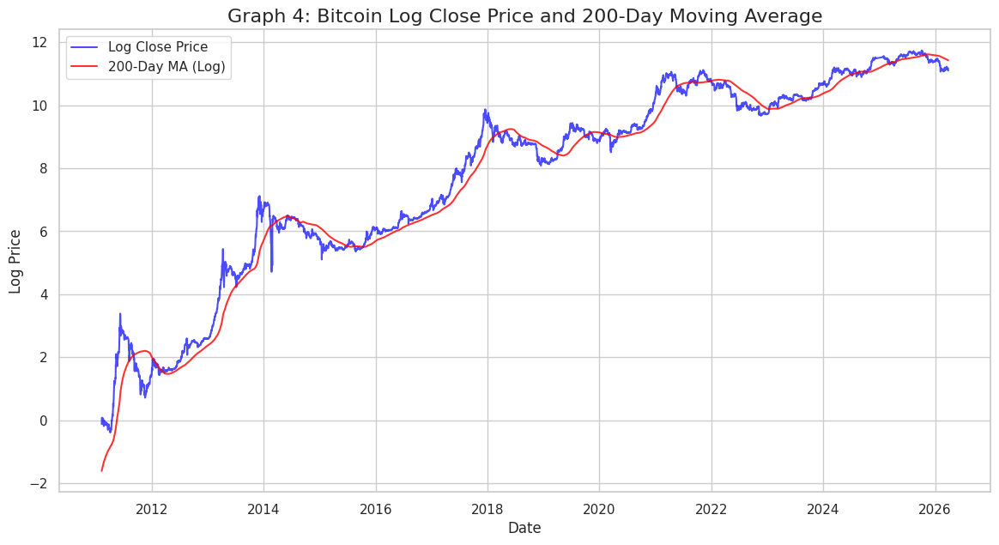 Graph 4: Bitcoin Log Close Price and 200-Day Moving Average
Log Close Price
200-Day MA (Log)
Log Price
12
10
8
6
4
2
0
−2
2012 2014 2016 2018 2020 2022 2024 2026
Date